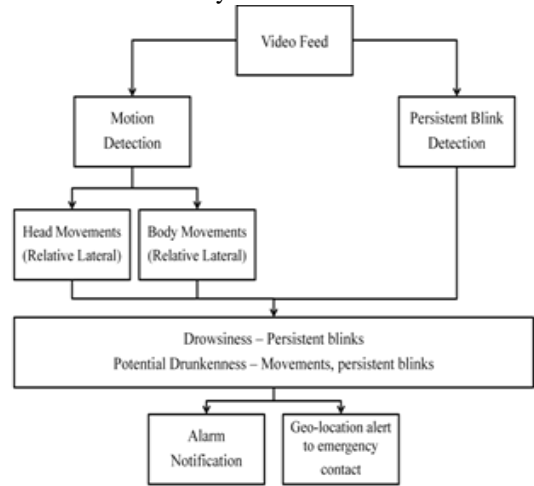 Video Feed
Motion
Detection
Persistent Blink
Detection
Head Movements
(Relative Lateral)
Body Movements
(Relative Lateral)
Drowsiness – Persistent blinks
Potential Drunkenness – Movements, persistent blinks
Alarm
Notification
Geo-location alert
to emergency
contact